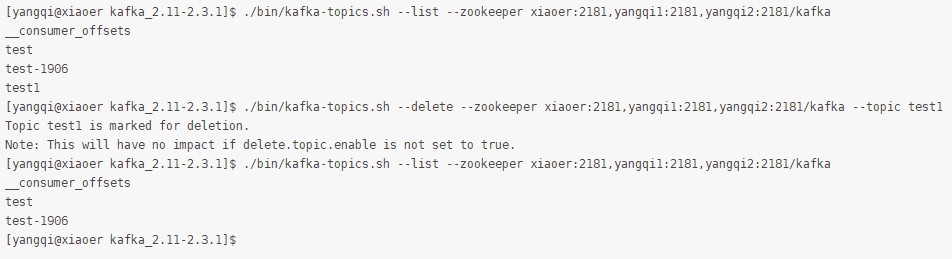 [yangqi@xiaoer kafka_2.11-2.3.1]$ ./bin/kafka-topics.sh --list --zookeeper xiaoer:2181,yangqi1:2181,yangqi2:2181/kafka
__consumer_offsets
test
test-1906
test1
[yangqi@xiaoer kafka_2.11-2.3.1]$ ./bin/kafka-topics.sh --delete --zookeeper xiaoer:2181,yangqi1:2181,yangqi2:2181/kafka --topic test1
Topic test1 is marked for deletion.
Note: This will have no impact if delete.topic.enable is not set to true.
[yangqi@xiaoer kafka_2.11-2.3.1]$ ./bin/kafka-topics.sh --list --zookeeper xiaoer:2181,yangqi1:2181,yangqi2:2181/kafka
__consumer_offsets
test
test-1906
[yangqi@xiaoer kafka_2.11-2.3.1]$